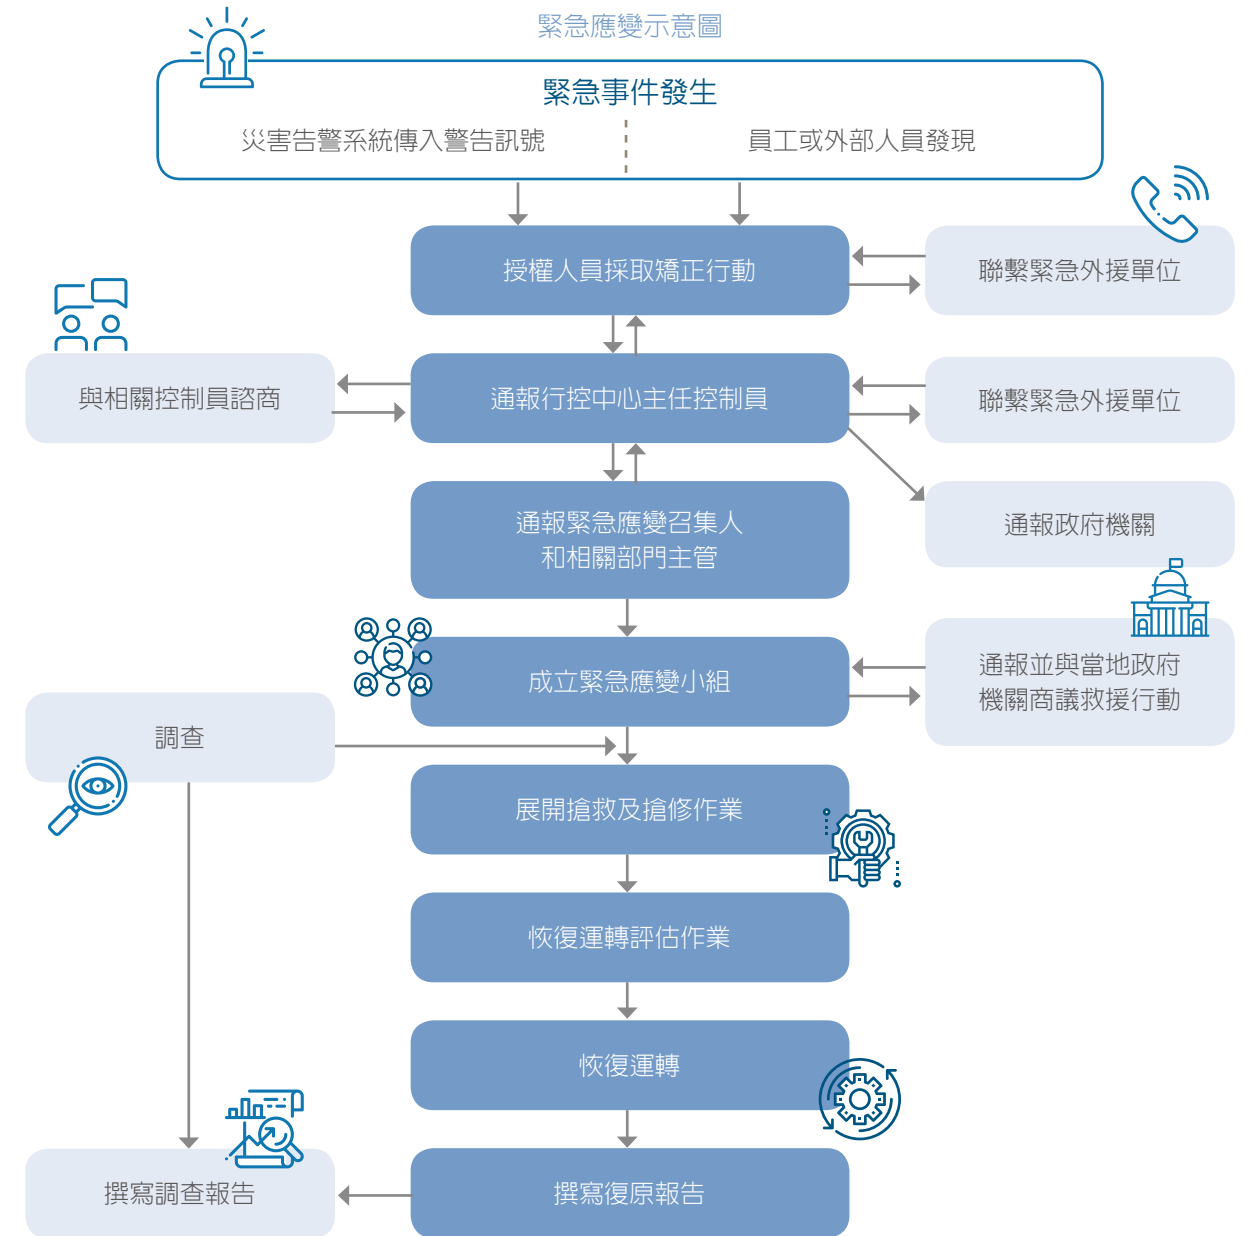 緊急應變示意圖
緊急事件發生
災害告警系統傳入警告訊號
員工或外部人員發現
授權人員採取矯正行動
聯繫緊急外援單位
與相關控制員諮商
通報行控中心主任控制員
聯繫緊急外援單位
通報緊急應變召集人
和相關部門主管
通報政府機關
成立緊急應變小組
通報並與當地政府
機關商議救援行動
調查
展開搶救及搶修作業
恢復運轉評估作業
恢復運轉
撰寫調查報告
撰寫復原報告